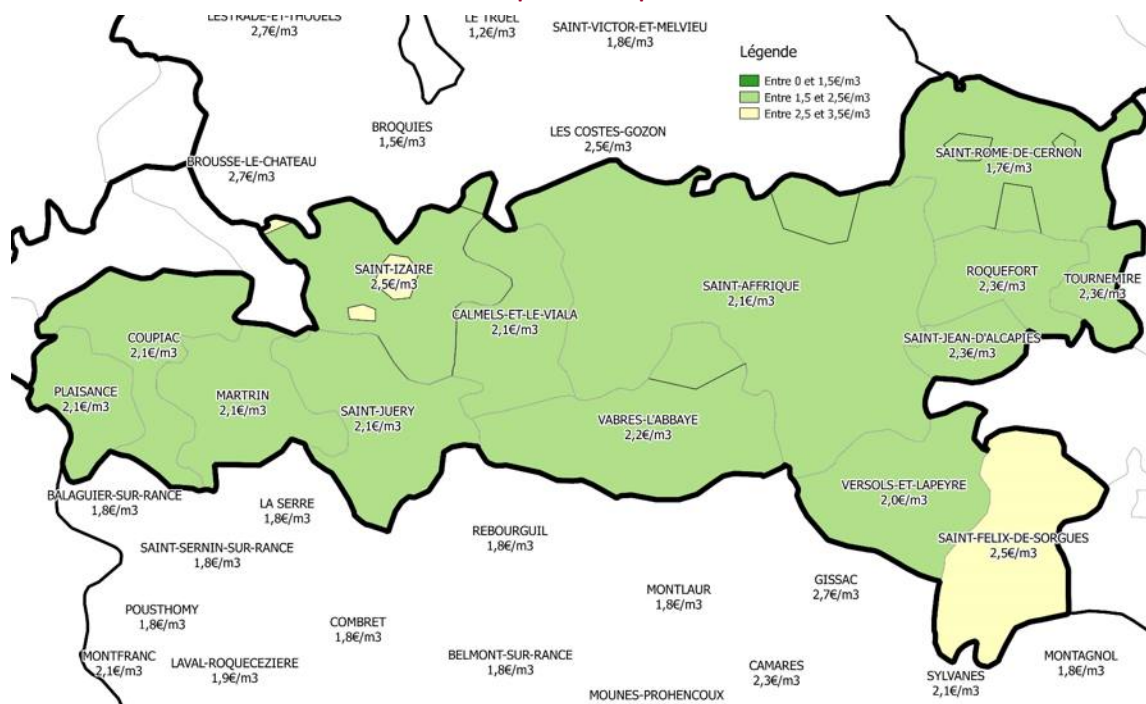 LESTRADE-ET-THOUELS
2,7€/m3
LE TRUEL
1,2€/m3
SAINT-VICTOR-ET-MELVIEU
1,8€/m3
Légende
Entre 0 et 1,5€/m3
Entre 1,5 et 2,5€/m3
Entre 2,5 et 3,5€/m3
BROQUIES
1,5€/m3
LES COSTES-GOZON
2,5€/m3
BROUSSE-LE-CHATEAU
2,7€/m3
SAINT-ROME-DE-CERNON
1,7€/m3
SAINT-IZAIRE
2,5€/m3
SAINT-AFFRIQUE
2,1€/m3
ROQUEFORT
2,3€/m3
TOURNEMIRE
2,3€/m3
CALMELS-ET-LE-VIALA
2,1€/m3
COUPIAC
2,1€/m3
SAINT-JEAN-D'ALCAPIES
2,3€/m3
PLAISANCE
2,1€/m3
MARTRIN
2,1€/m3
SAINT-JUERY
2,1€/m3
VABRES-L'ABBAYE
2,2€/m3
VERSOLS-ET-LAPEYRE
2,0€/m3
BALAGUIER-SUR-RANCE
1,8€/m3
LA SERRE
1,8€/m3
REBOURGUIL
1,8€/m3
SAINT-FELIX-DE-SORGUES
2,5€/m3
SAINT-SERNIN-SUR-RANCE
1,8€/m3
MONTLAUR
1,8€/m3
GISSAC
2,7€/m3
POUSTHOMY
1,8€/m3
COMBRET
1,8€/m3
MONTFRANC
2,1€/m3
LAVAL-ROQUECEZIERE
1,9€/m3
BELMONT-SUR-RANCE
1,8€/m3
CAMARES
2,3€/m3
SYLVANES
2,1€/m3
MONTAGNOL
1,8€/m3
MOUNES-PROHENCOUX